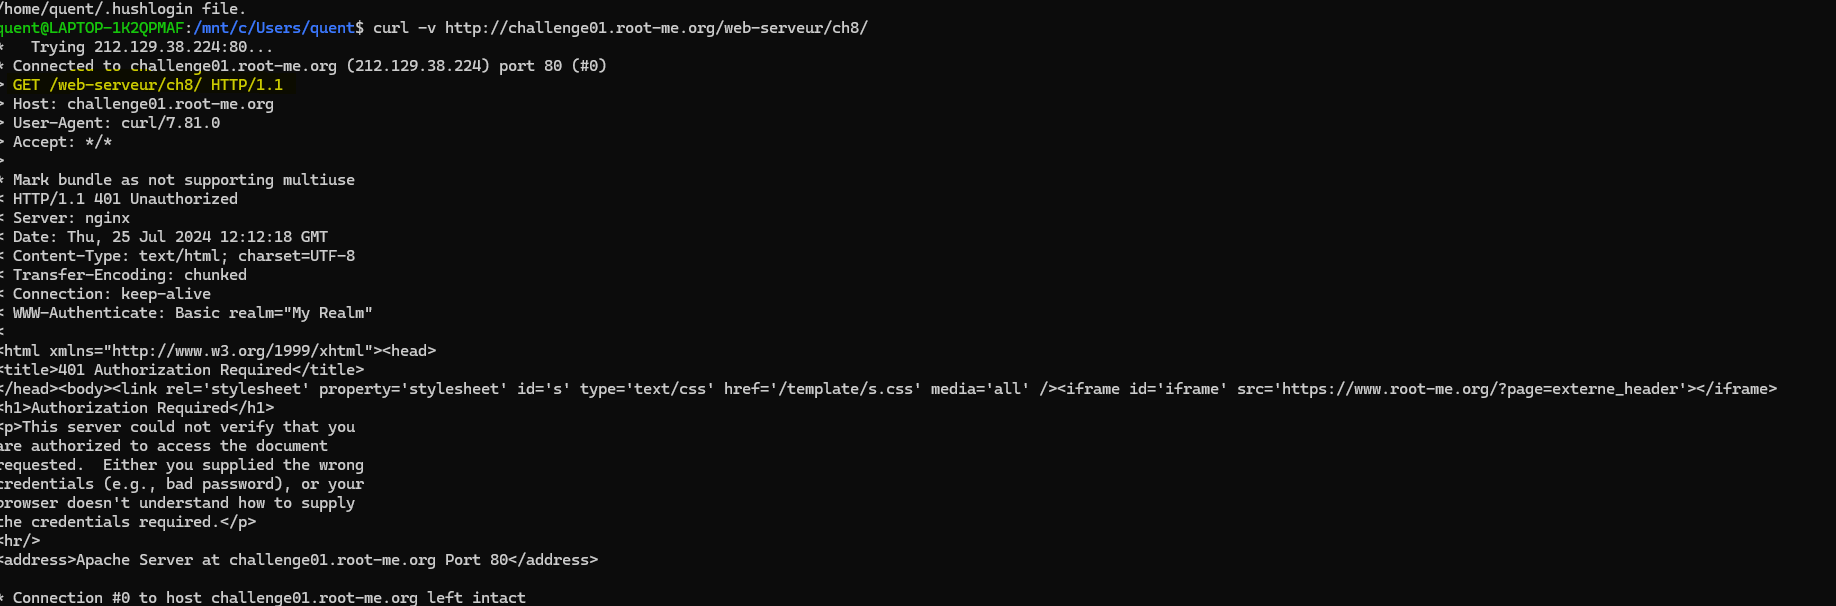 /home/quent/.hushlogin file.
quent@LAPTOP-1K2QPMAF:/mnt/c/Users/quent$ curl -v http://challenge01.root-me.org/web-serveur/ch8/
*   Trying 212.129.38.224:80...
* Connected to challenge01.root-me.org (212.129.38.224) port 80 (#0)
> GET /web-serveur/ch8/ HTTP/1.1
> Host: challenge01.root-me.org
> User-Agent: curl/7.81.0
> Accept: */*
>
* Mark bundle as not supporting multiuse
< HTTP/1.1 401 Unauthorized
< Server: nginx
< Date: Thu, 25 Jul 2024 12:12:18 GMT
< Content-Type: text/html; charset=UTF-8
< Transfer-Encoding: chunked
< Connection: keep-alive
< WWW-Authenticate: Basic realm="My Realm"
<
<html xmlns="http://www.w3.org/1999/xhtml"><head>
<title>401 Authorization Required</title>
</head><body><link rel='stylesheet' property='stylesheet' id='s' type='text/css' href='/template/s.css' media='all' /><iframe id='iframe' src='https://www.root-me.org/?page=externe_header'></iframe>
<h1>Authorization Required</h1>
<p>This server could not verify that you
are authorized to access the document
requested.  Either you supplied the wrong
credentials (e.g., bad password), or your
browser doesn't understand how to supply
the credentials required.</p>
<hr/>
<address>Apache Server at challenge01.root-me.org Port 80</address>
* Connection #0 to host challenge01.root-me.org left intact